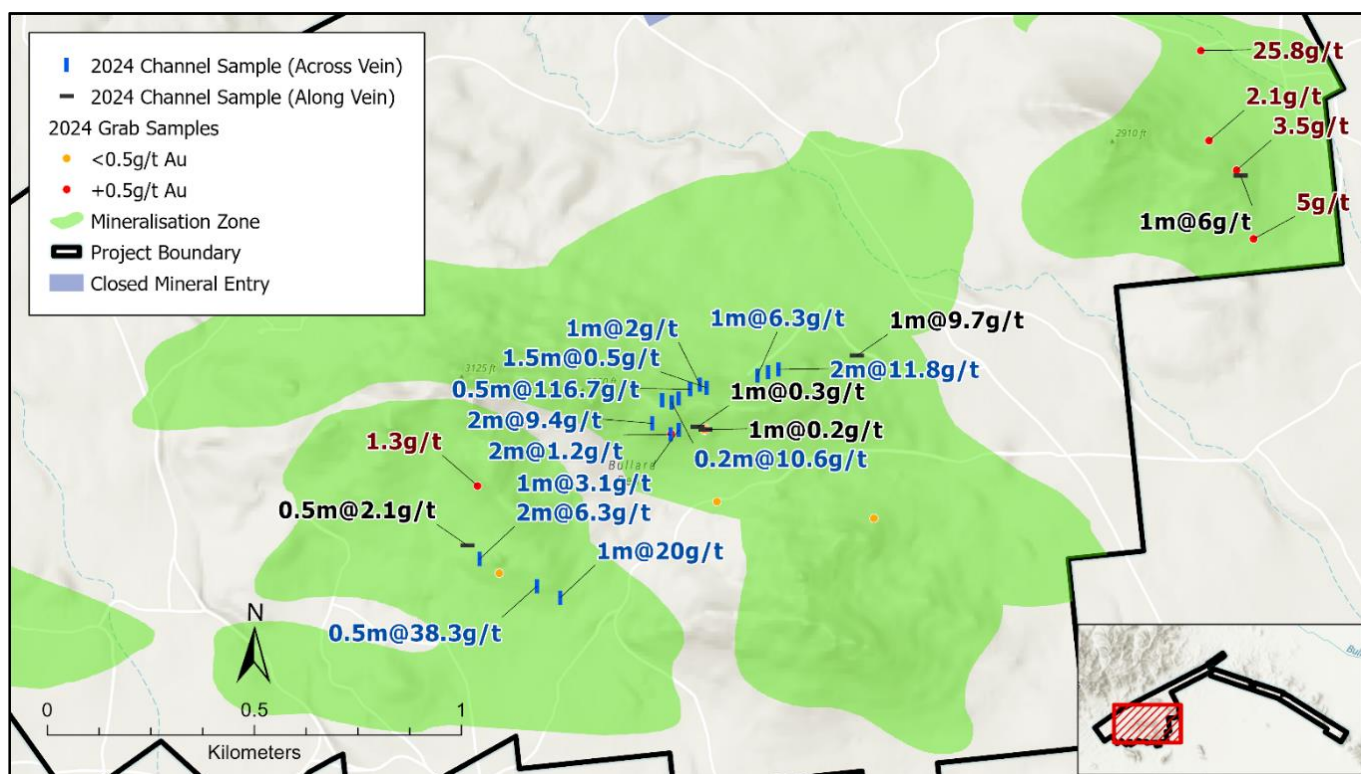 2024 Channel Sample (Across Vein)
2024 Channel Sample (Along Vein)
2024 Grab Samples
<0.5g/t Au
+0.5g/t Au
Mineralisation Zone
Project Boundary
Closed Mineral Entry
25.8g/t
2.1g/t
2910 ft
3.5g/t
5g/t
1m@6g/t
1m@6.3g/t
1m@9.7g/t
1m@2g/t
1.5m@0.5g/t
3125 ft
2m@11.8g/t
0.5m@116.7g/t
1m@0.3g/t
2m@9.4g/t
1m@0.2g/t
1.3g/t
2m@1.2g/t
0.2m@10.6g/t
Bullard
1m@3.1g/t
0.5m@2.1g/t
2m@6.3g/t
1m@20g/t
0.5m@38.3g/t
N
0 0.5 1
Kilometers